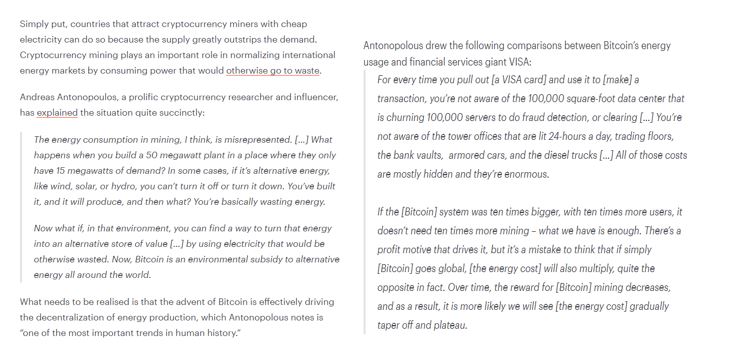 Simply put, countries that attract cryptocurrency miners with cheap
electricity can do so because the supply greatly outstrips the demand.
Cryptocurrency mining plays an important role in normalizing international
energy markets by consuming power that would otherwise go to waste.
Andreas Antonopoulos, a prolific cryptocurrency researcher and influencer,
has explained the situation quite succinctly:
The energy consumption in mining, I think, is misrepresented. [...] What
happens when you build a 50 megawatt plant in a place where they only
have 15 megawatts of demand? In some cases, if it's alternative energy,
like wind, solar, or hydro, you can't turn it off or turn it down. You've built
it, and it will produce, and then what? You're basically wasting energy.
Now what if, in that environment, you can find a way to turn that energy
into an alternative store of value [...] by using electricity that would be
otherwise wasted. Now, Bitcoin is an environmental subsidy to alternative
energy all around the world.
What needs to be realised is that the advent of Bitcoin is effectively driving
the decentralization of energy production, which Antonopolous notes is
“one of the most important trends in human history.”
Antonopolous drew the following comparisons between Bitcoin's energy
usage and financial services giant VISA:
For every time you pull out [a VISA card] and use it to [make] a
transaction, you're not aware of the 100,000 square-foot data center that
is churning 100,000 servers to do fraud detection, or clearing [...] You're
not aware of the tower offices that are lit 24-hours a day, trading floors,
the bank vaults, armored cars, and the diesel trucks [...] All of those costs
are mostly hidden and they're enormous.
If the [Bitcoin] system was ten times bigger, with ten times more users, it
doesn't need ten times more mining – what we have is enough. There's a
profit motive that drives it, but it's a mistake to think that if simply
[Bitcoin] goes global, [the energy cost] will also multiply, quite the
opposite in fact. Over time, the reward for [Bitcoin] mining decreases,
and as a result, it is more likely we will see [the energy cost] gradually
taper off and plateau.